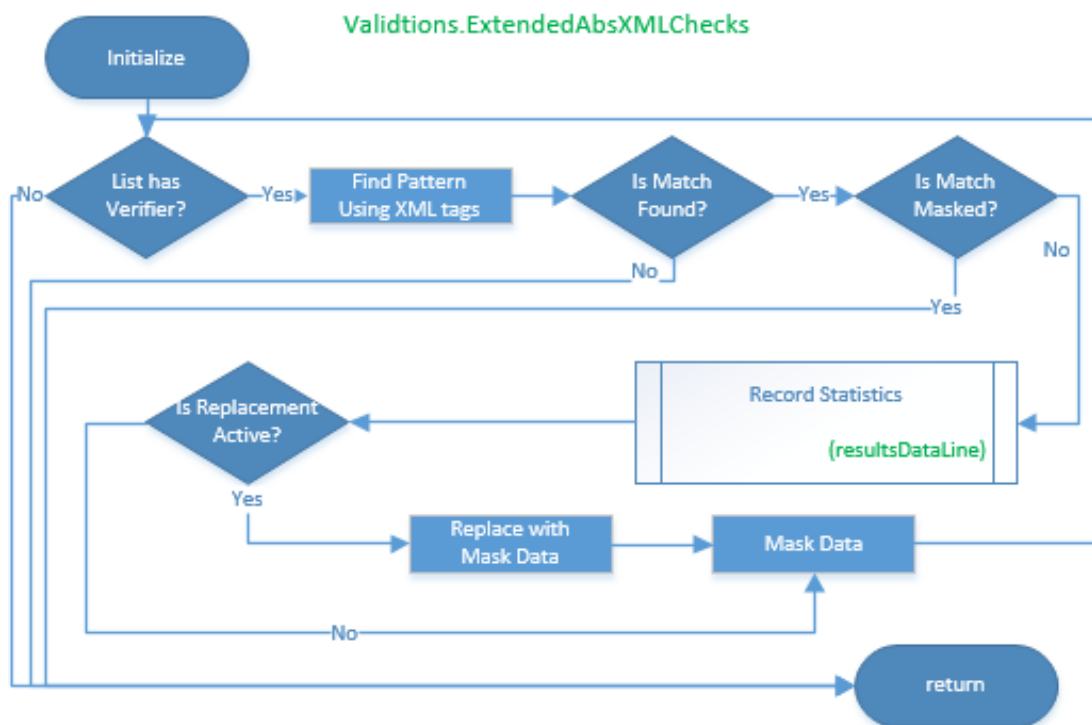 Validtions.ExtendedAbsXMLChecks
Initialize
List has
Verifier?
No
Yes
Find Pattern
Using XML tags
Is Match
Found?
Yes
Is Match
Masked?
No
No
Yes
Is Replacement
Active?
Record Statistics
(resultsDataLine)
Yes
Replace with
Mask Data
Mask Data
No
return